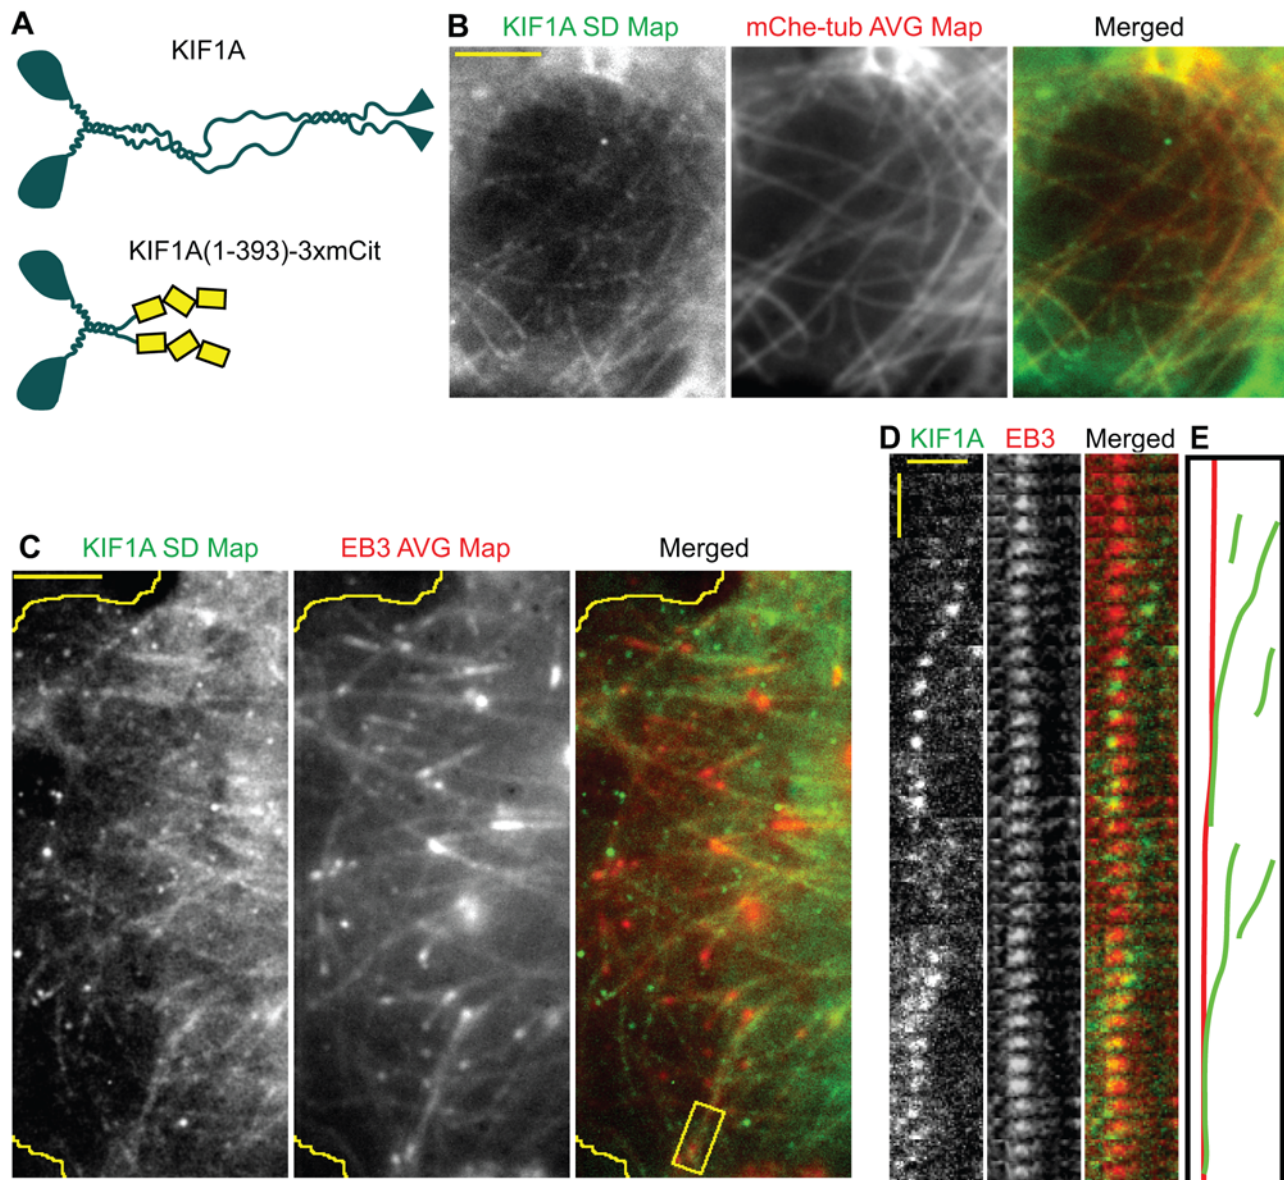 A
KIF1A
KIF1A(1-393)-3xmCit
B
KIF1A SD Map
mChe-tub AVG Map
Merged
C
KIF1A SD Map
EB3 AVG Map
Merged
D
KIF1A
EB3
Merged
E